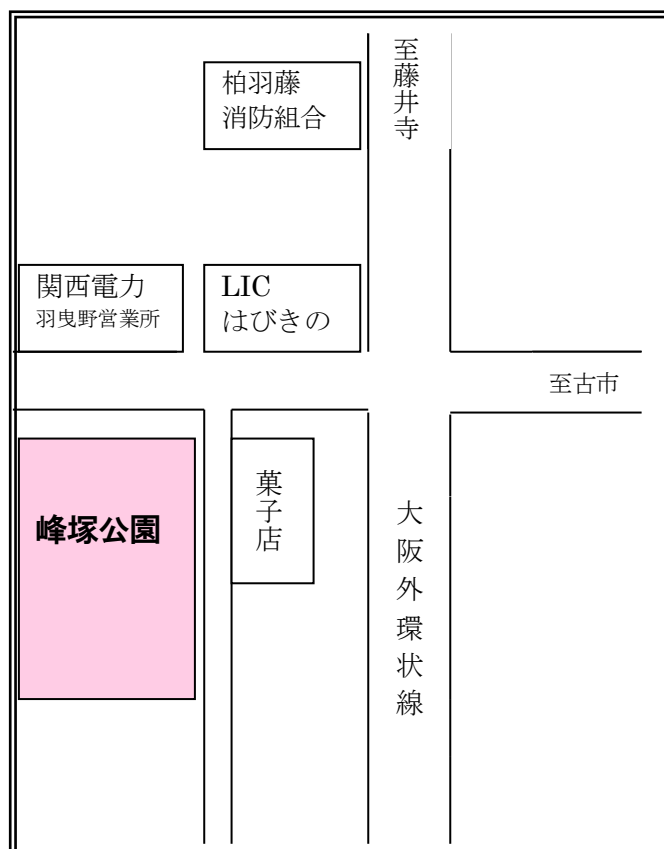 至藤井寺
柏羽藤
消防組合
関西電力
羽曳野営業所
LIC
はびきの
至古市
峰塚公園
菓子店
大阪外環状線